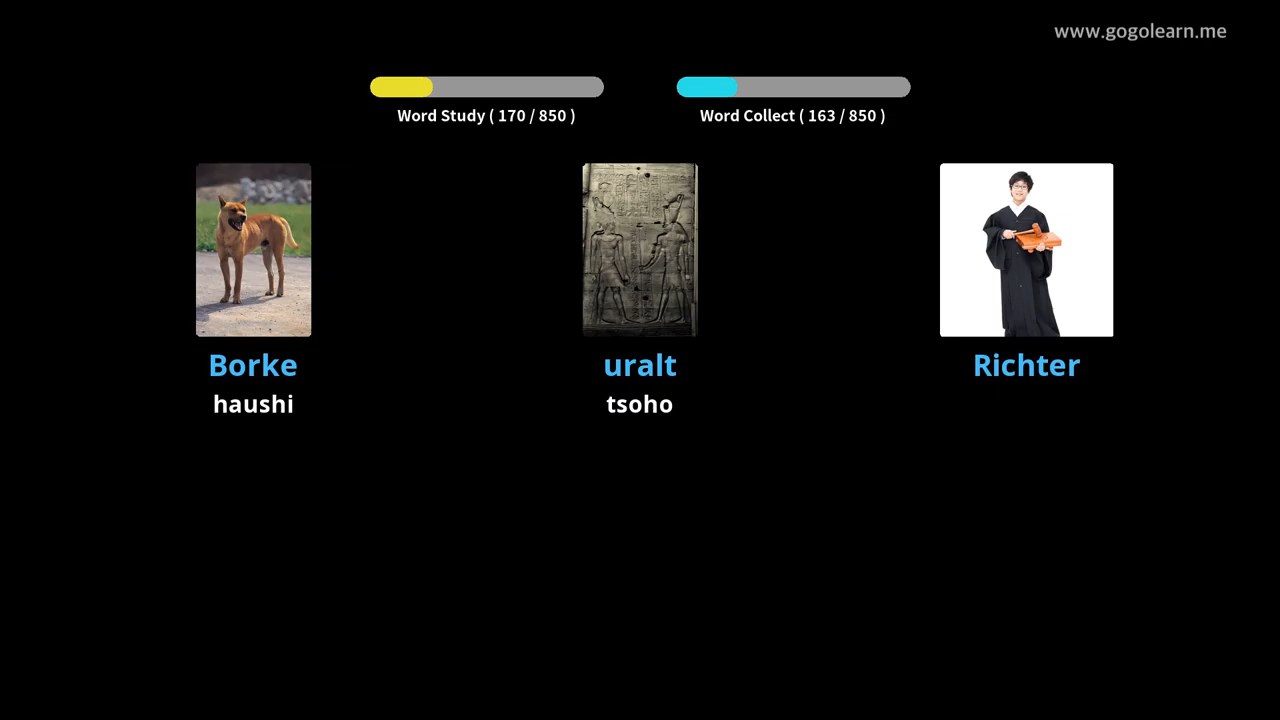 www.gogolearn.me
Word Study ( 170 / 850 )
Word Collect ( 163 / 850 )
Borke
haushi
uralt
tsoho
Richter